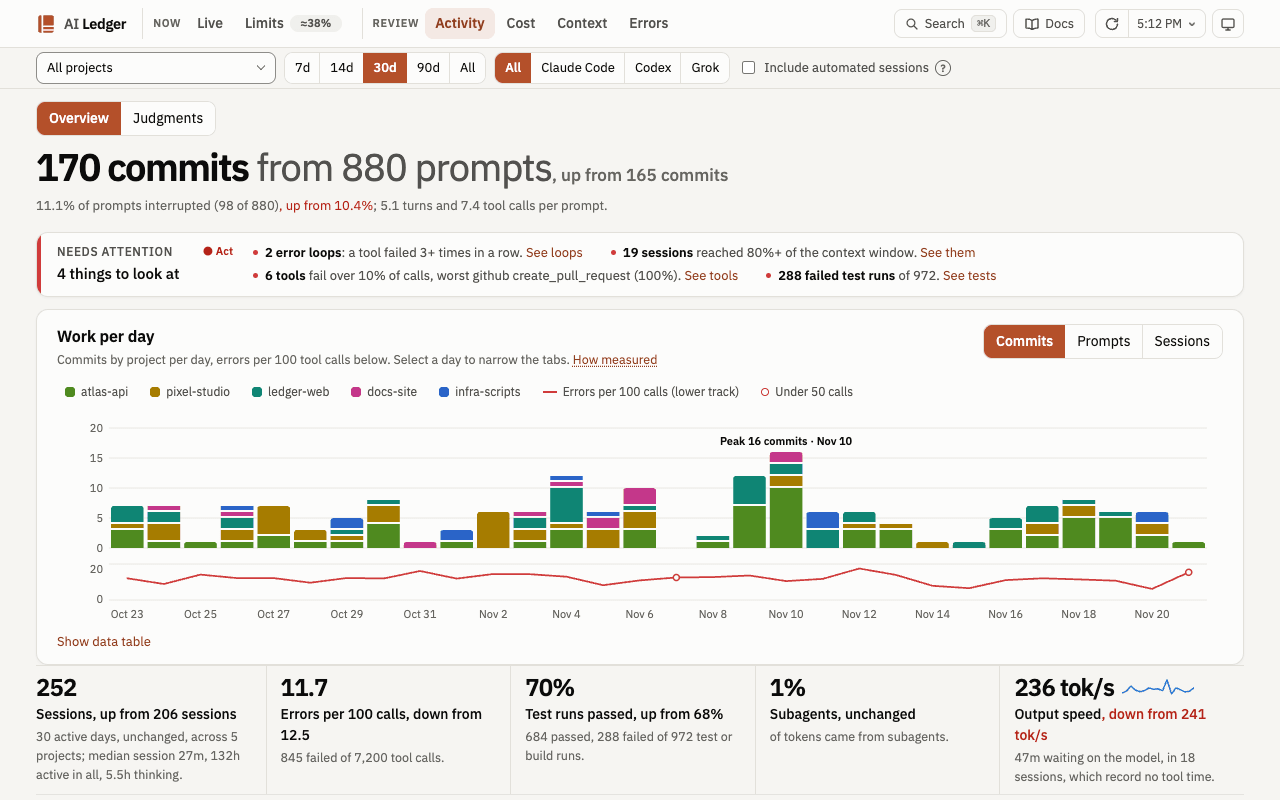 AI Ledger NOW Live Limits ≈38% REVIEW Activity Cost Context Errors Search ⌘K Docs 5:12 PM
All projects 7d 14d 30d 90d All All Claude Code Codex Grok Include automated sessions ?
Overview Judgments
170 commits from 880 prompts, up from 165 commits
11.1% of prompts interrupted (98 of 880), up from 10.4%; 5.1 turns and 7.4 tool calls per prompt.
NEEDS ATTENTION Act
4 things to look at
2 error loops: a tool failed 3+ times in a row. See loops 19 sessions reached 80%+ of the context window. See them
6 tools fail over 10% of calls, worst github create_pull_request (100%). See tools 288 failed test runs of 972. See tests
Work per day
Commits by project per day, errors per 100 tool calls below. Select a day to narrow the tabs. How measured
Commits Prompts Sessions
atlas-api pixel-studio ledger-web docs-site infra-scripts Errors per 100 calls (lower track) Under 50 calls
20
Peak 16 commits · Nov 10
15
10
5
0
20
0
Oct 23 Oct 25 Oct 27 Oct 29 Oct 31 Nov 2 Nov 4 Nov 6 Nov 8 Nov 10 Nov 12 Nov 14 Nov 16 Nov 18 Nov 20
Show data table
252
Sessions, up from 206 sessions
30 active days, unchanged, across 5
projects; median session 27m, 132h
active in all, 5.5h thinking.
11.7
Errors per 100 calls, down from
12.5
845 failed of 7,200 tool calls.
70%
Test runs passed, up from 68%
684 passed, 288 failed of 972 test or
build runs.
1%
Subagents, unchanged
of tokens came from subagents.
236 tok/s
Output speed, down from 241
tok/s
47m waiting on the model, in 18
sessions, which record no tool time.